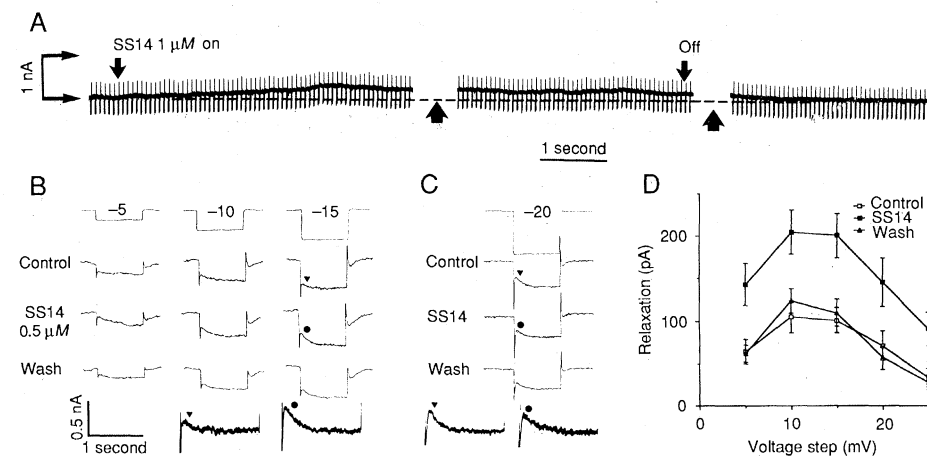 A
SS14 1 μM on
Off
1 nA
1 second
B
C
D
–5
–10
–15
–20
Control
Control
SS14
0.5 μM
SS14
Wash
Wash
0.5 nA
1 second
Control
SS14
Wash
Relaxation (pA)
200
100
0
0
10
20
Voltage step (mV)